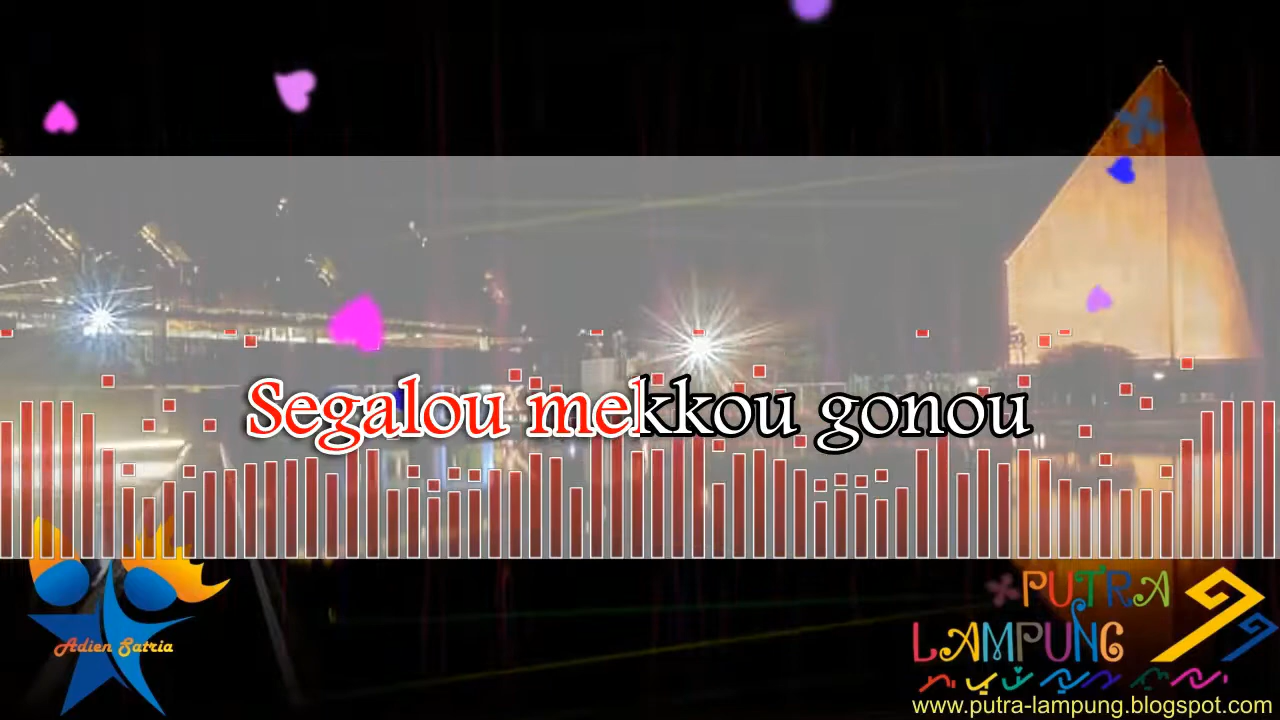 Segalou mekkou gonou
Adien Satria
PUTRA
LAMPUNG
www.putra-lampung.blogspot.com